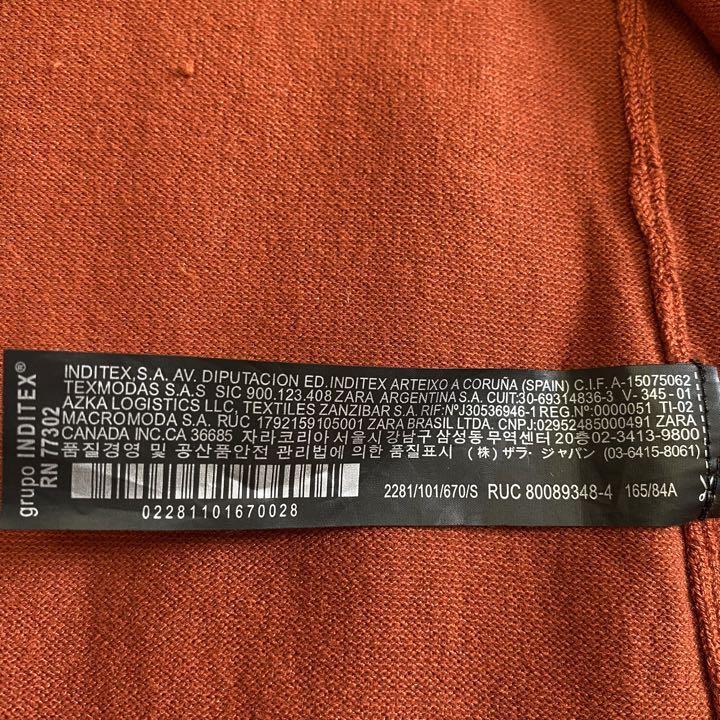 grupo INDITEX®
RN 77302
INDITEX,S.A, AV. DIPUTACION ED.INDITEX ARTEIXO A CORUÑA (SPAIN) C.I.F. A-15075062
TEXMODAS S.A.S SIC 900.123.408 ZARA ARGENTINA S.A. CUIT:30-69314836-3 V- 345 - 01
AZKA LOGISTICS LLC, TEXTILES ZANZIBAR S.A. RIF:NºJ30536946-1 REG.Nº0000051 TI-02
MACROMODA S.A. RUC 1792159105001 ZARA BRASIL LTDA. CNPJ:02952485000491 ZARA
CANADA INC.CA 36685 자라코리아 서울시 강남구 삼성동 무역센터 20층 02-3413-9800
품질경영 및 공산품안전 관리법에 의한 품질표시 (株) ザラ・ジャパン (03-6415-8061)
02281101670028
2281/101/670/S RUC 80089348-4 165/84A